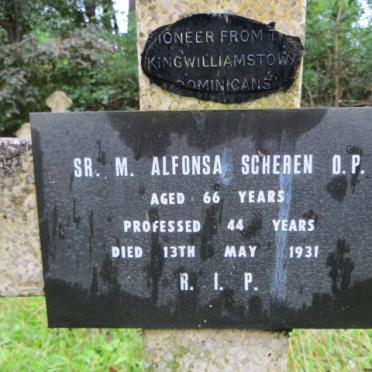 PIONEER FROM THE
KINGWILLIAMSTOWN
DOMINICANS
SR. M. ALFONSA SCHEREN O.P.
AGED 66 YEARS
PROFESSED 44 YEARS
DIED 13TH MAY 1931
R. I. P.